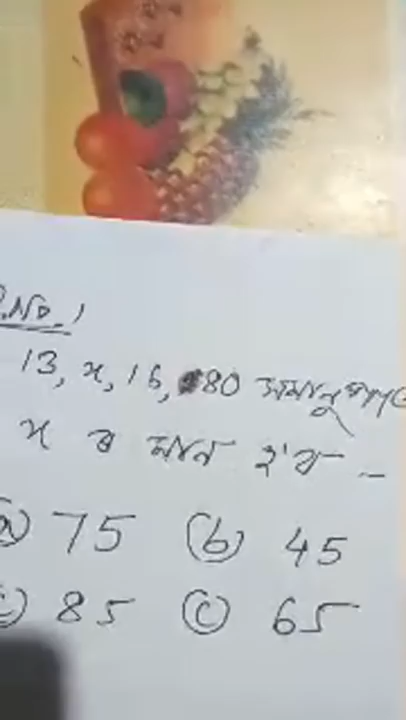 Q.No. 1
13, x, 16, 80 সমানুপাত
x ৰ মান হ'ব -
(a) 75 (b) 45
(c) 85 (c) 65